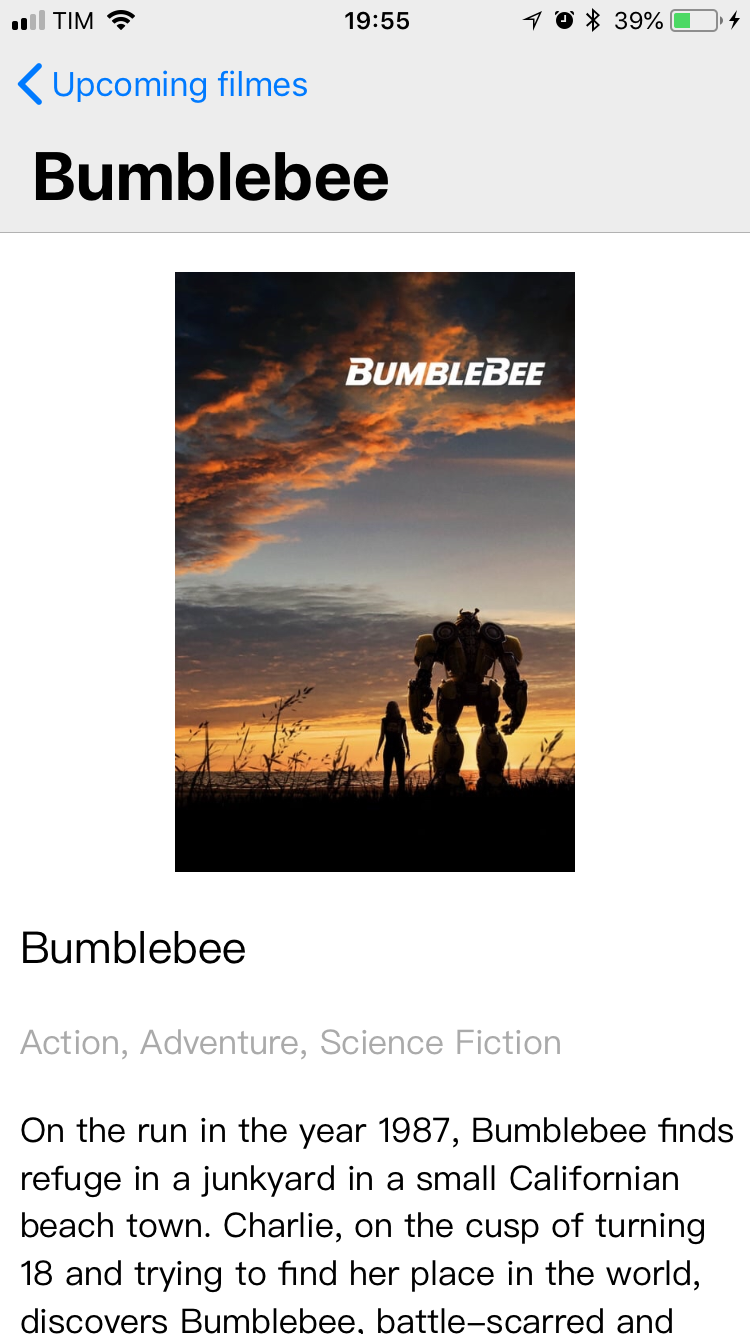 TIM 19:55 39%
Upcoming filmes
Bumblebee
BUMBLEBEE
Bumblebee
Action, Adventure, Science Fiction
On the run in the year 1987, Bumblebee finds
refuge in a junkyard in a small Californian
beach town. Charlie, on the cusp of turning
18 and trying to find her place in the world,
discovers Bumblebee, battle–scarred and